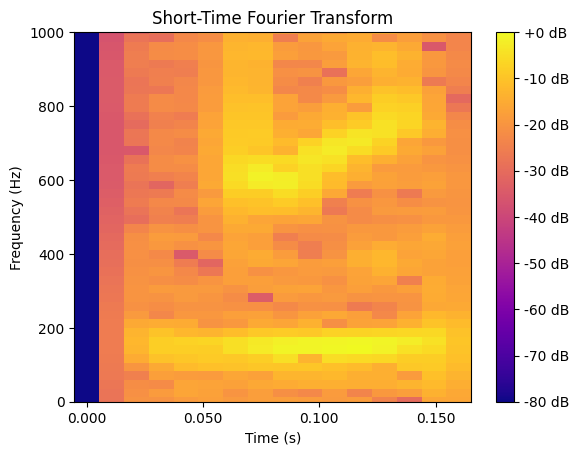 Short-Time Fourier Transform
1000
800
600
400
200
0
Frequency (Hz)
0.000
0.050
0.100
0.150
Time (s)
+0 dB
-10 dB
-20 dB
-30 dB
-40 dB
-50 dB
-60 dB
-70 dB
-80 dB